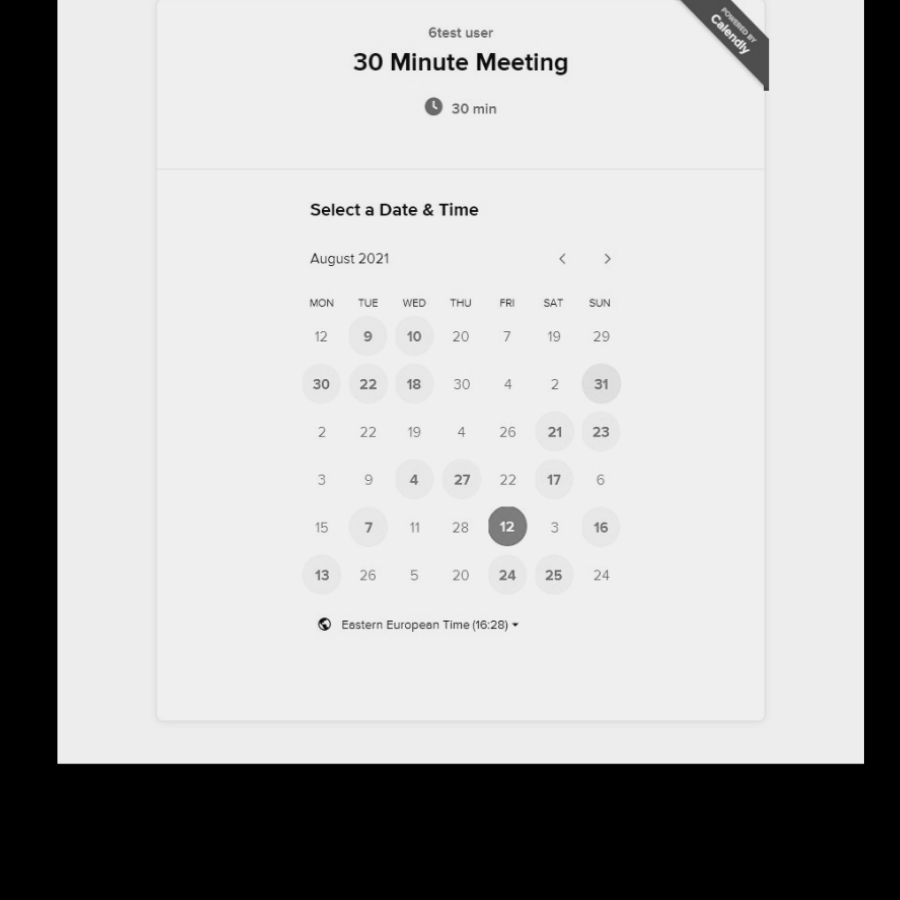 POWERED BY
Calendly
6test user
30 Minute Meeting
30 min
Select a Date & Time
August 2021
MON TUE WED THU FRI SAT SUN
12 9 10 20 7 19 29
30 22 18 30 4 2 31
2 22 19 4 26 21 23
3 9 4 27 22 17 6
15 7 11 28 12 3 16
13 26 5 20 24 25 24
Eastern European Time (16:28)